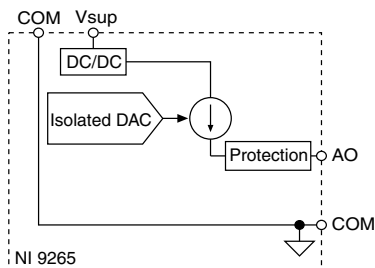 COM Vsup
DC/DC
Isolated DAC
Protection AO
COM
NI 9265